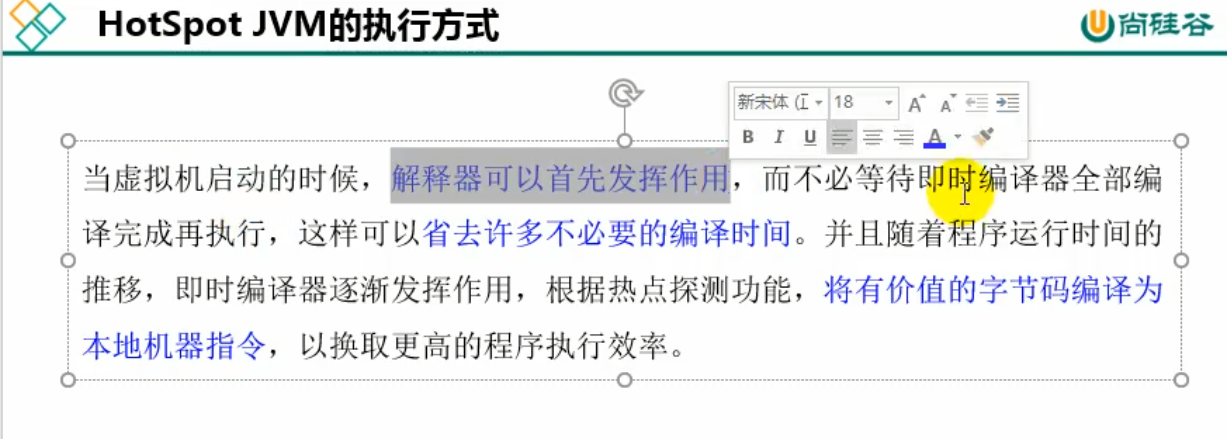 HotSpot JVM的执行方式
尚硅谷
新宋体 (正
18
A A
B I U A
当虚拟机启动的时候，解释器可以首先发挥作用，而不必等待即时编译器全部编
译完成再执行，这样可以省去许多不必要的编译时间。并且随着程序运行时间的
推移，即时编译器逐渐发挥作用，根据热点探测功能，将有价值的字节码编译为
本地机器指令，以换取更高的程序执行效率。